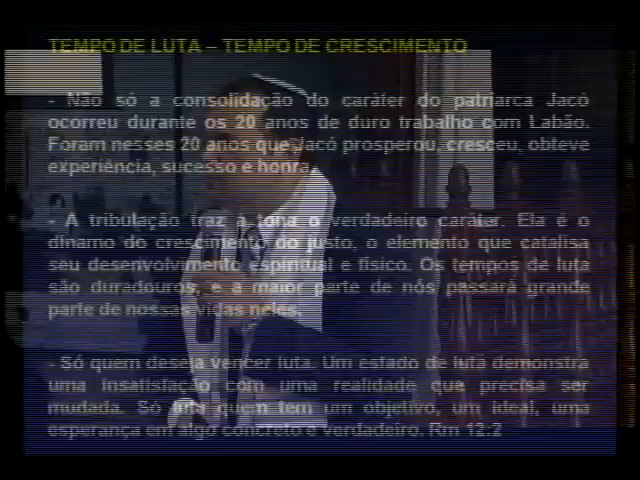 TEMPO DE LUTA – TEMPO DE CRESCIMENTO
- Não só a consolidação do caráter do patriarca Jacó
ocorreu durante os 20 anos de duro trabalho com Labão.
Foram nesses 20 anos que Jacó prosperou, cresceu, obteve
experiência, sucesso e honra.
- A tribulação traz à tona o verdadeiro caráter. Ela é o
dínamo do crescimento do justo, o elemento que catalisa
seu desenvolvimento espiritual e físico. Os tempos de luta
são duradouros, e a maior parte de nós passará grande
parte de nossas vidas neles.
- Só quem deseja vencer luta. Um estado de luta demonstra
uma insatisfação com uma realidade que precisa ser
mudada. Só luta quem tem um objetivo, um ideal, uma
esperança em algo concreto e verdadeiro. Rm 12:2